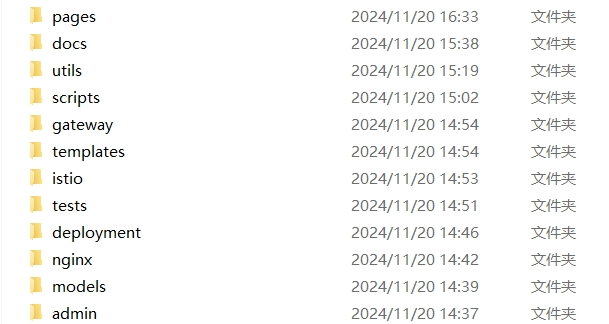 pages 2024/11/20 16:33 文件夹
docs 2024/11/20 15:38 文件夹
utils 2024/11/20 15:19 文件夹
scripts 2024/11/20 15:02 文件夹
gateway 2024/11/20 14:54 文件夹
templates 2024/11/20 14:54 文件夹
istio 2024/11/20 14:53 文件夹
tests 2024/11/20 14:51 文件夹
deployment 2024/11/20 14:46 文件夹
nginx 2024/11/20 14:42 文件夹
models 2024/11/20 14:39 文件夹
admin 2024/11/20 14:37 文件夹